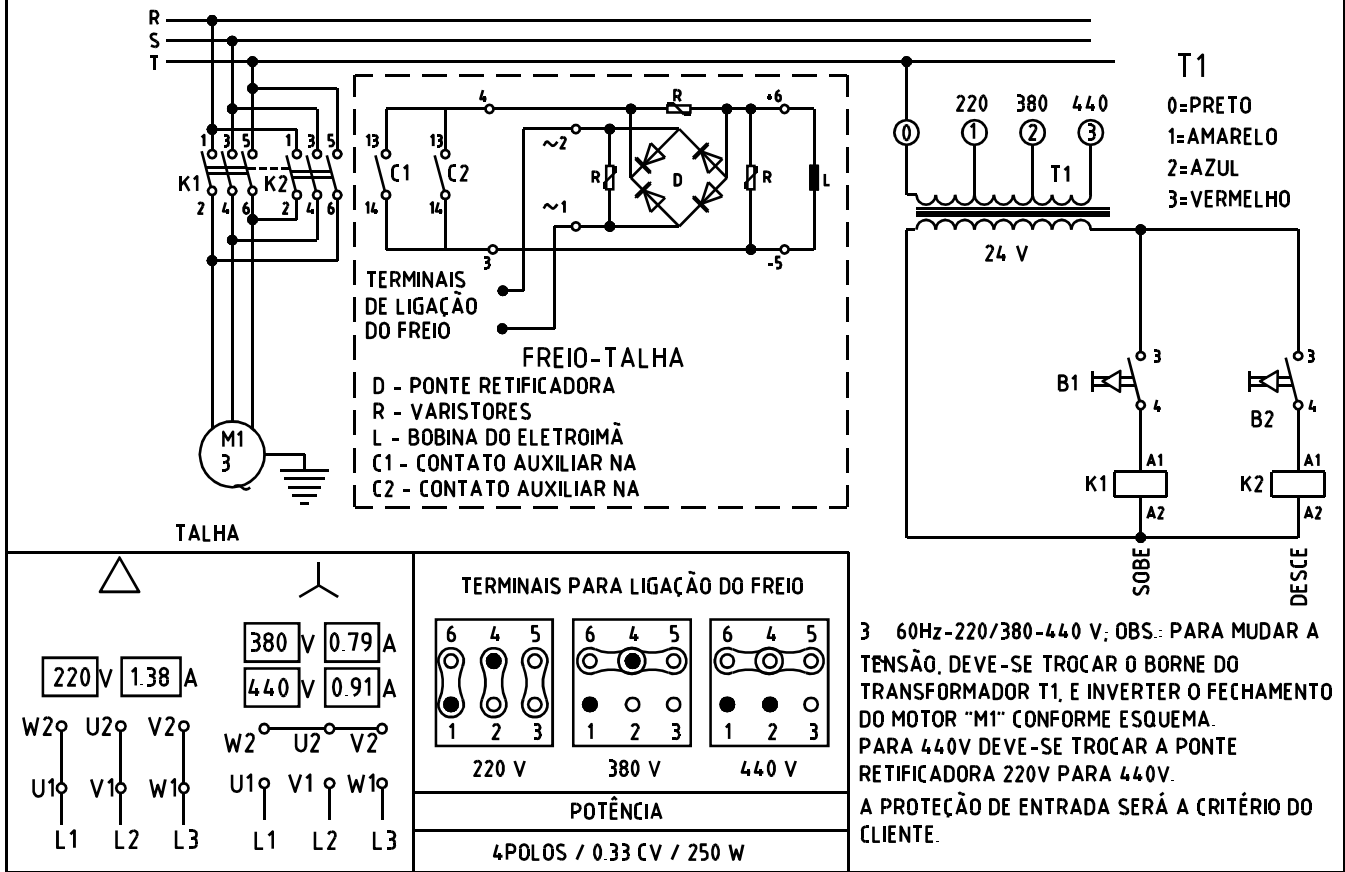 R
S
T
1 3 5
1 3 5
K1
K2
2 4 6
2 4 6
M1
3
TALHA
13
13
C1
C2
14
14
4
3
~2
~1
R
R
D
R
+6
-5
L
TERMINAIS
DE LIGAÇÃO
DO FREIO
FREIO-TALHA
D - PONTE RETIFICADORA
R - VARISTORES
L - BOBINA DO ELETROIMÃ
C1 - CONTATO AUXILIAR NA
C2 - CONTATO AUXILIAR NA
220 380 440
0 1 2 3
T1
24 V
T1
0=PRETO
1=AMARELO
2=AZUL
3=VERMELHO
3
B1
4
3
B2
4
A1
K1
A2
A1
K2
A2
SOBE
DESCE
220 V 1.38 A
W2 U2 V2
U1 V1 W1
L1 L2 L3
380 V 0.79 A
440 V 0.91 A
W2 U2 V2
U1 V1 W1
L1 L2 L3
TERMINAIS PARA LIGAÇÃO DO FREIO
6 4 5
1 2 3
220 V
6 4 5
1 2 3
380 V
6 4 5
1 2 3
440 V
POTÊNCIA
4POLOS / 0.33 CV / 250 W
3 60Hz-220/380-440 V; OBS.: PARA MUDAR A
TENSÃO, DEVE-SE TROCAR O BORNE DO
TRANSFORMADOR T1, E INVERTER O FECHAMENTO
DO MOTOR "M1" CONFORME ESQUEMA.
PARA 440V DEVE-SE TROCAR A PONTE
RETIFICADORA 220V PARA 440V.
A PROTEÇÃO DE ENTRADA SERÁ A CRITÉRIO DO
CLIENTE.